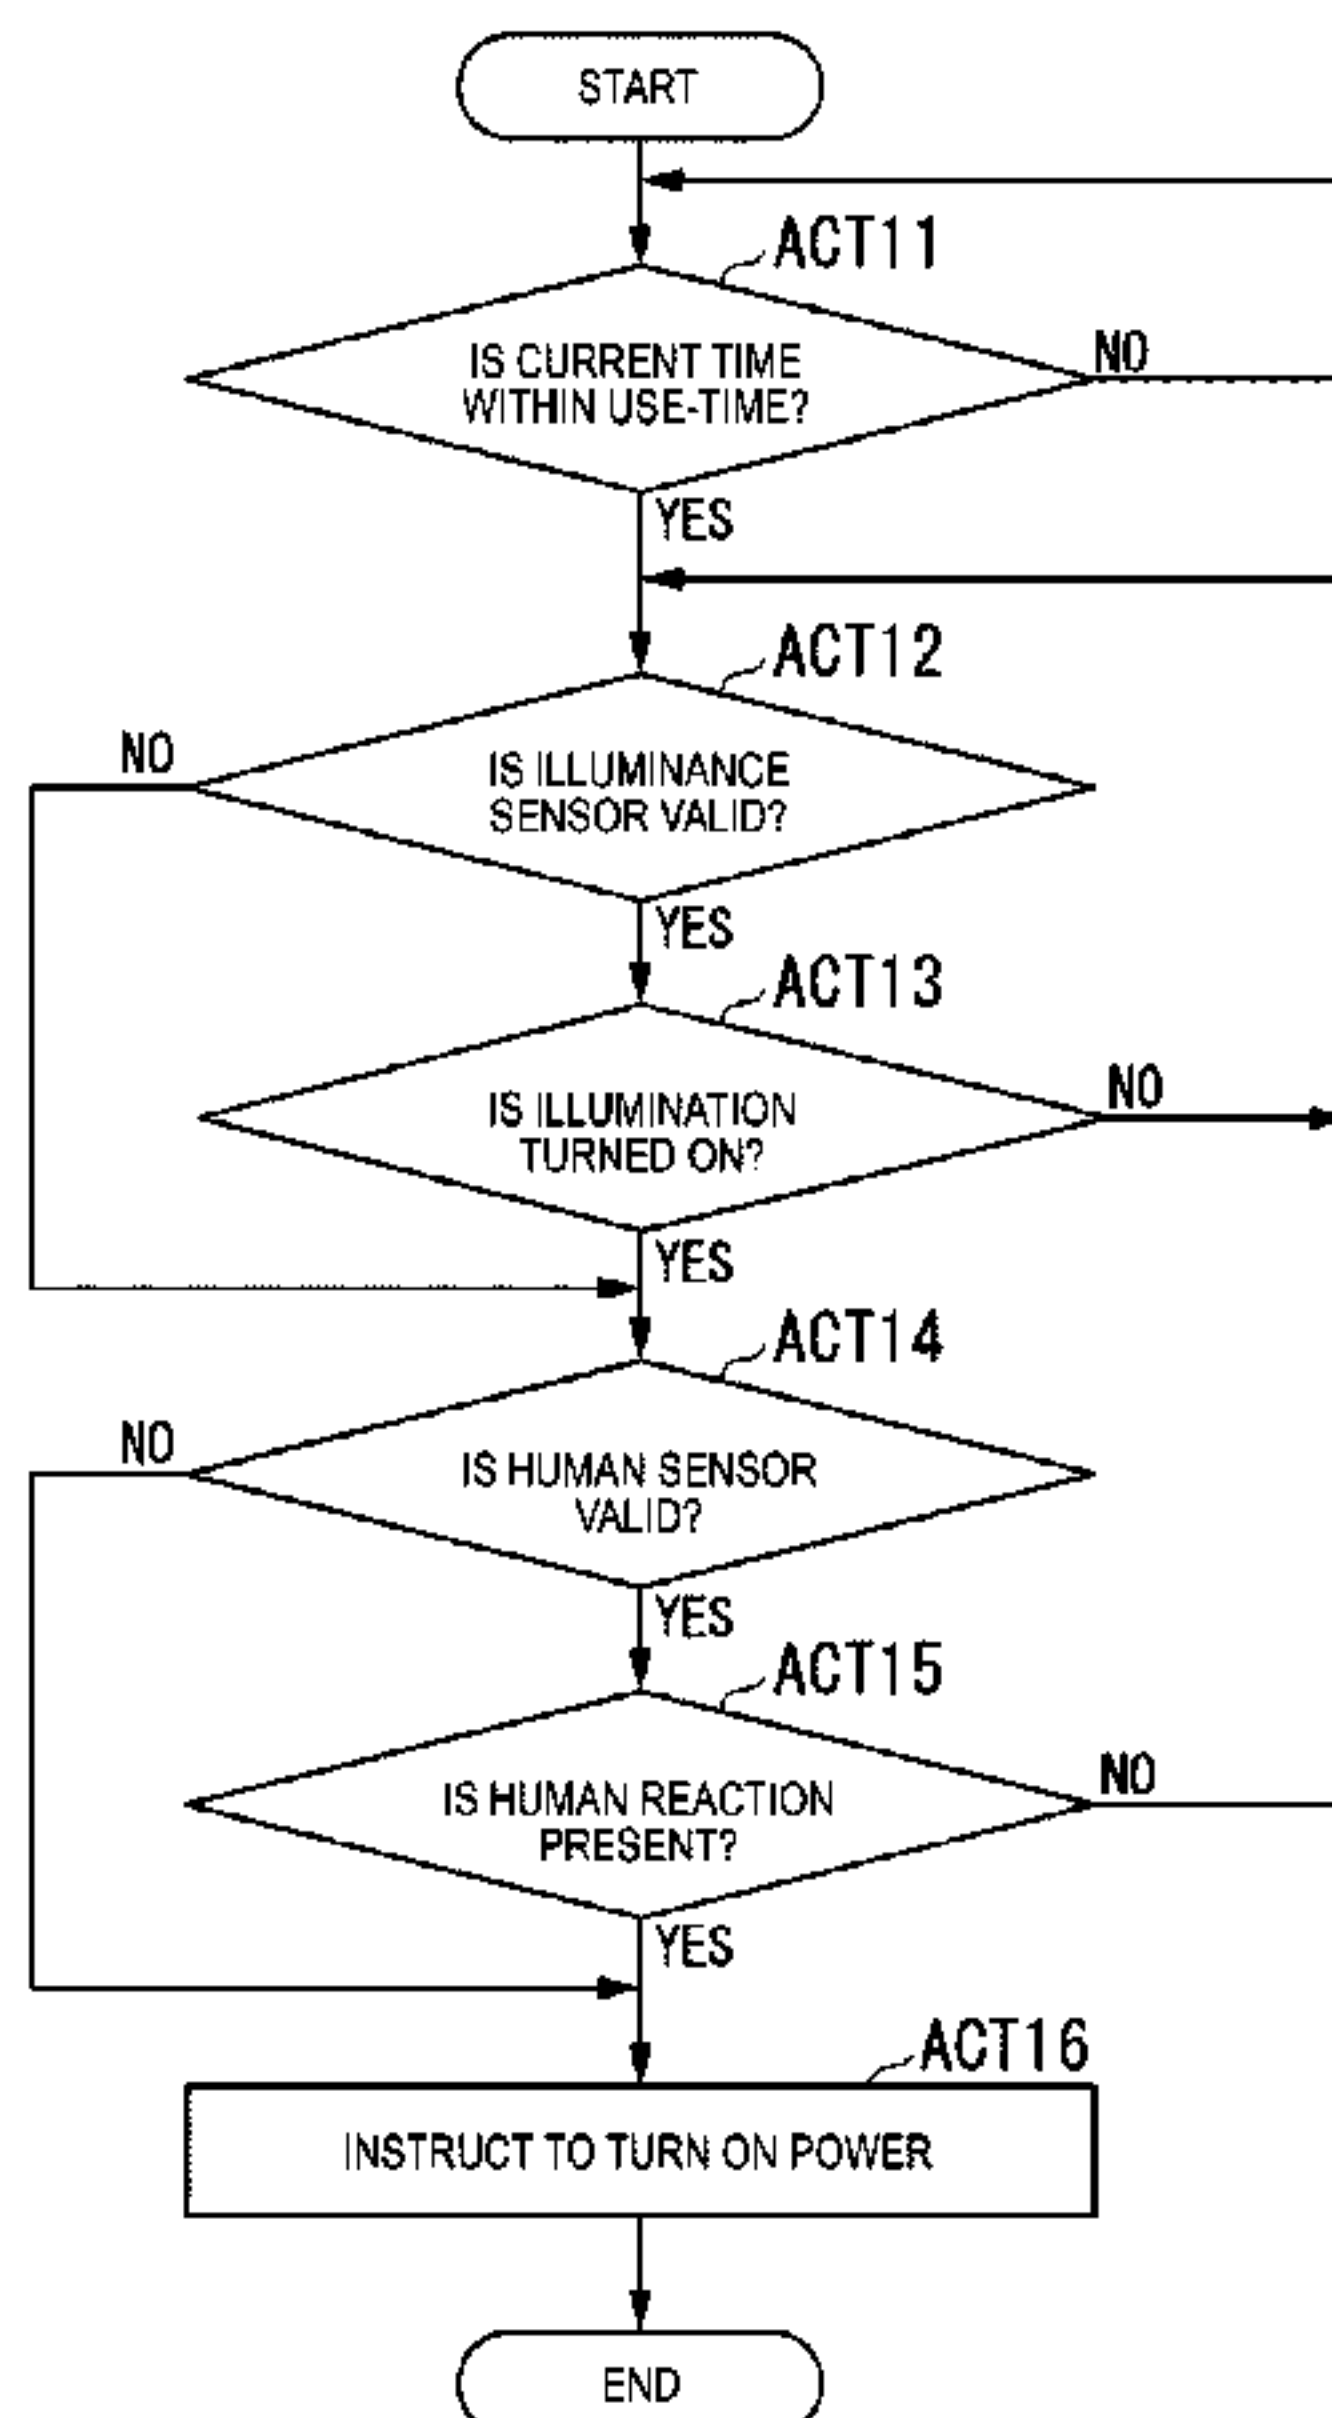 START
ACT11
IS CURRENT TIME
WITHIN USE-TIME?
NO
YES
ACT12
NO
IS ILLUMINANCE
SENSOR VALID?
YES
ACT13
IS ILLUMINATION
TURNED ON?
NO
YES
ACT14
NO
IS HUMAN SENSOR
VALID?
YES
ACT15
IS HUMAN REACTION
PRESENT?
NO
YES
ACT16
INSTRUCT TO TURN ON POWER
END